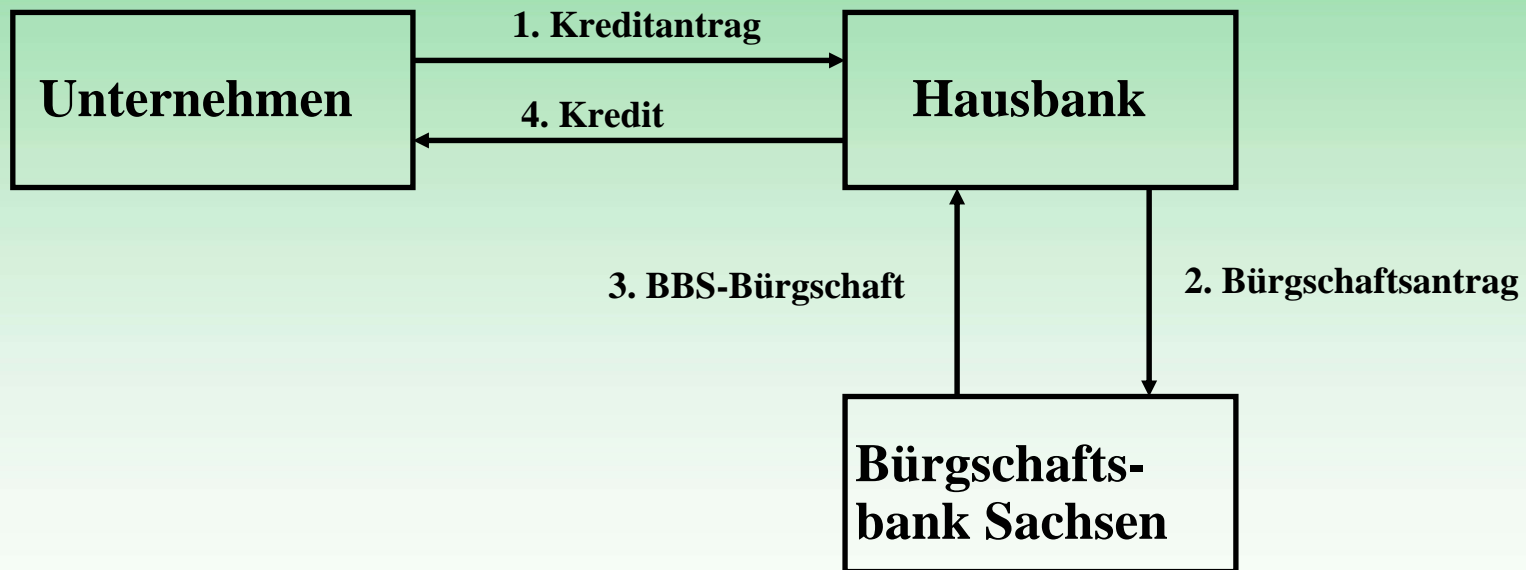 1. Kreditantrag
Unternehmen
Hausbank
4. Kredit
3. BBS-Bürgschaft
2. Bürgschaftsantrag
Bürgschafts-
bank Sachsen